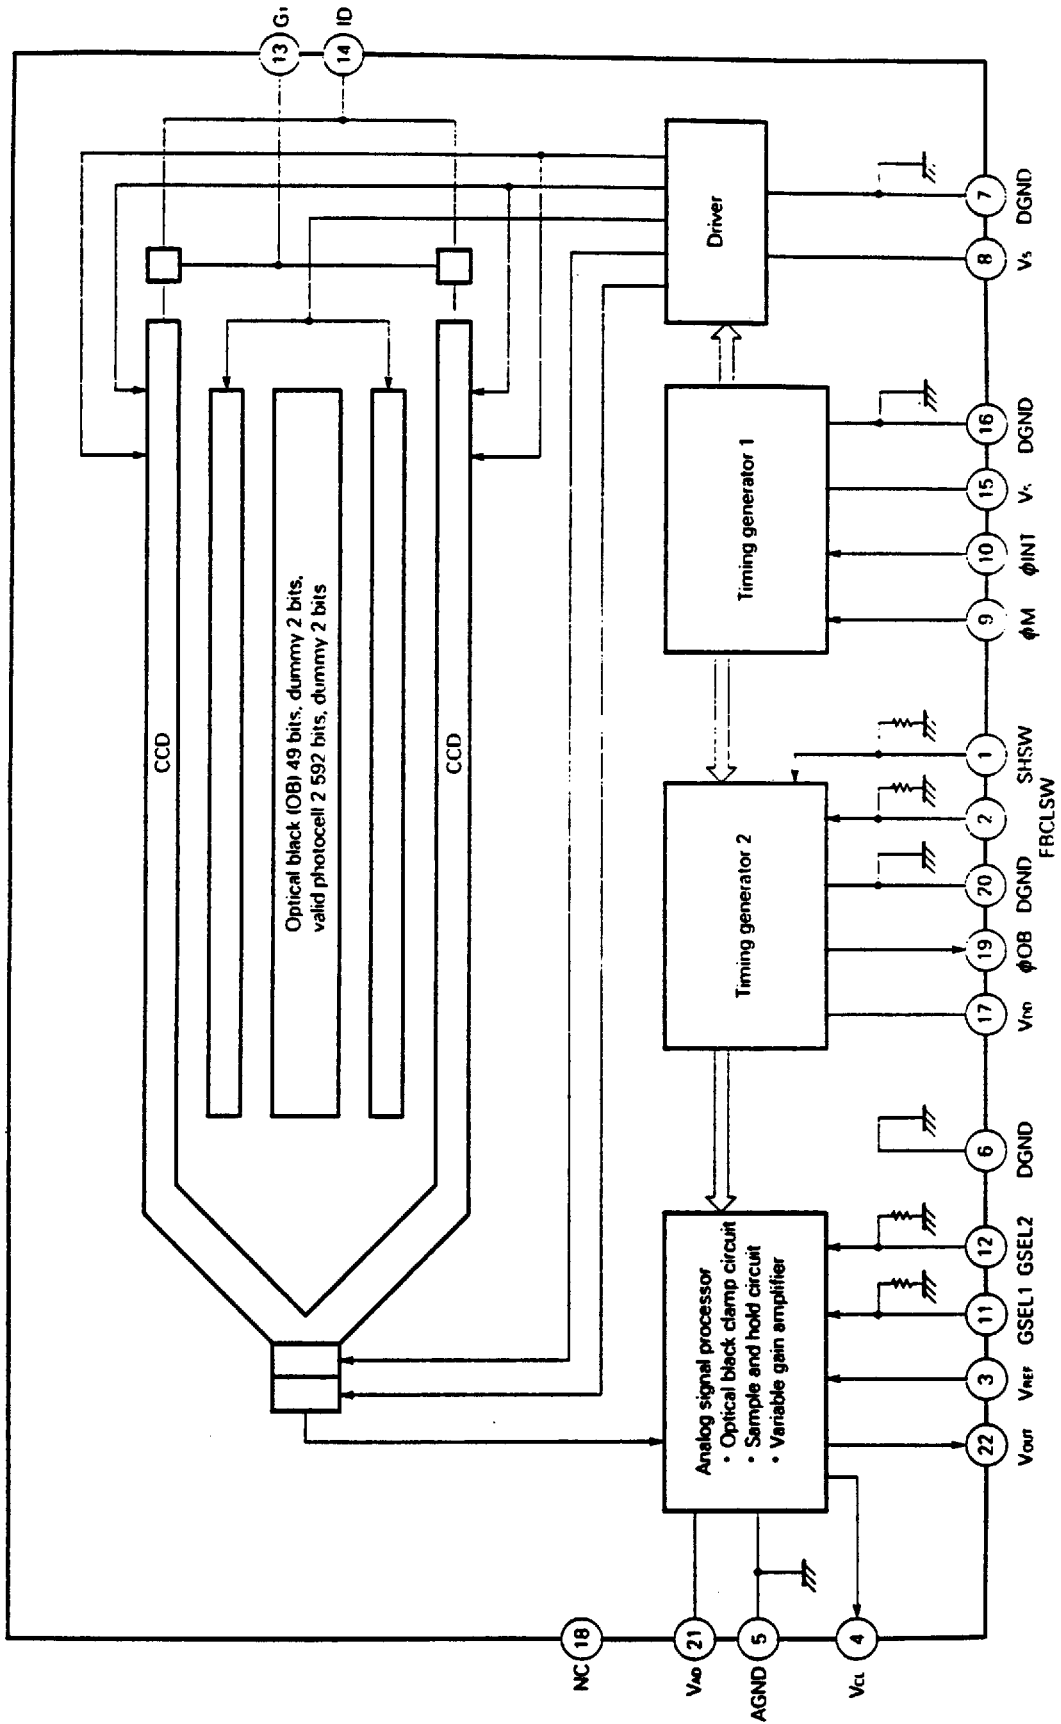 G1
13
ID
14
CCD
Optical black (OB) 49 bits, dummy 2 bits,
valid photocell 2 592 bits, dummy 2 bits
CCD
NC 18
Analog signal processor
• Optical black clamp circuit
• Sample and hold circuit
• Variable gain amplifier
Timing generator 2
Timing generator 1
Driver
VAD 21
AGND 5
VCL 4
22
3
11
12
6
17
19
20
2
1
9
10
15
16
8
7
VOUT
VREF
GSEL1
GSEL2
DGND
VDD
φOB
DGND
FBCLSW
SHSW
φM
φINT
DGND
VS
DGND